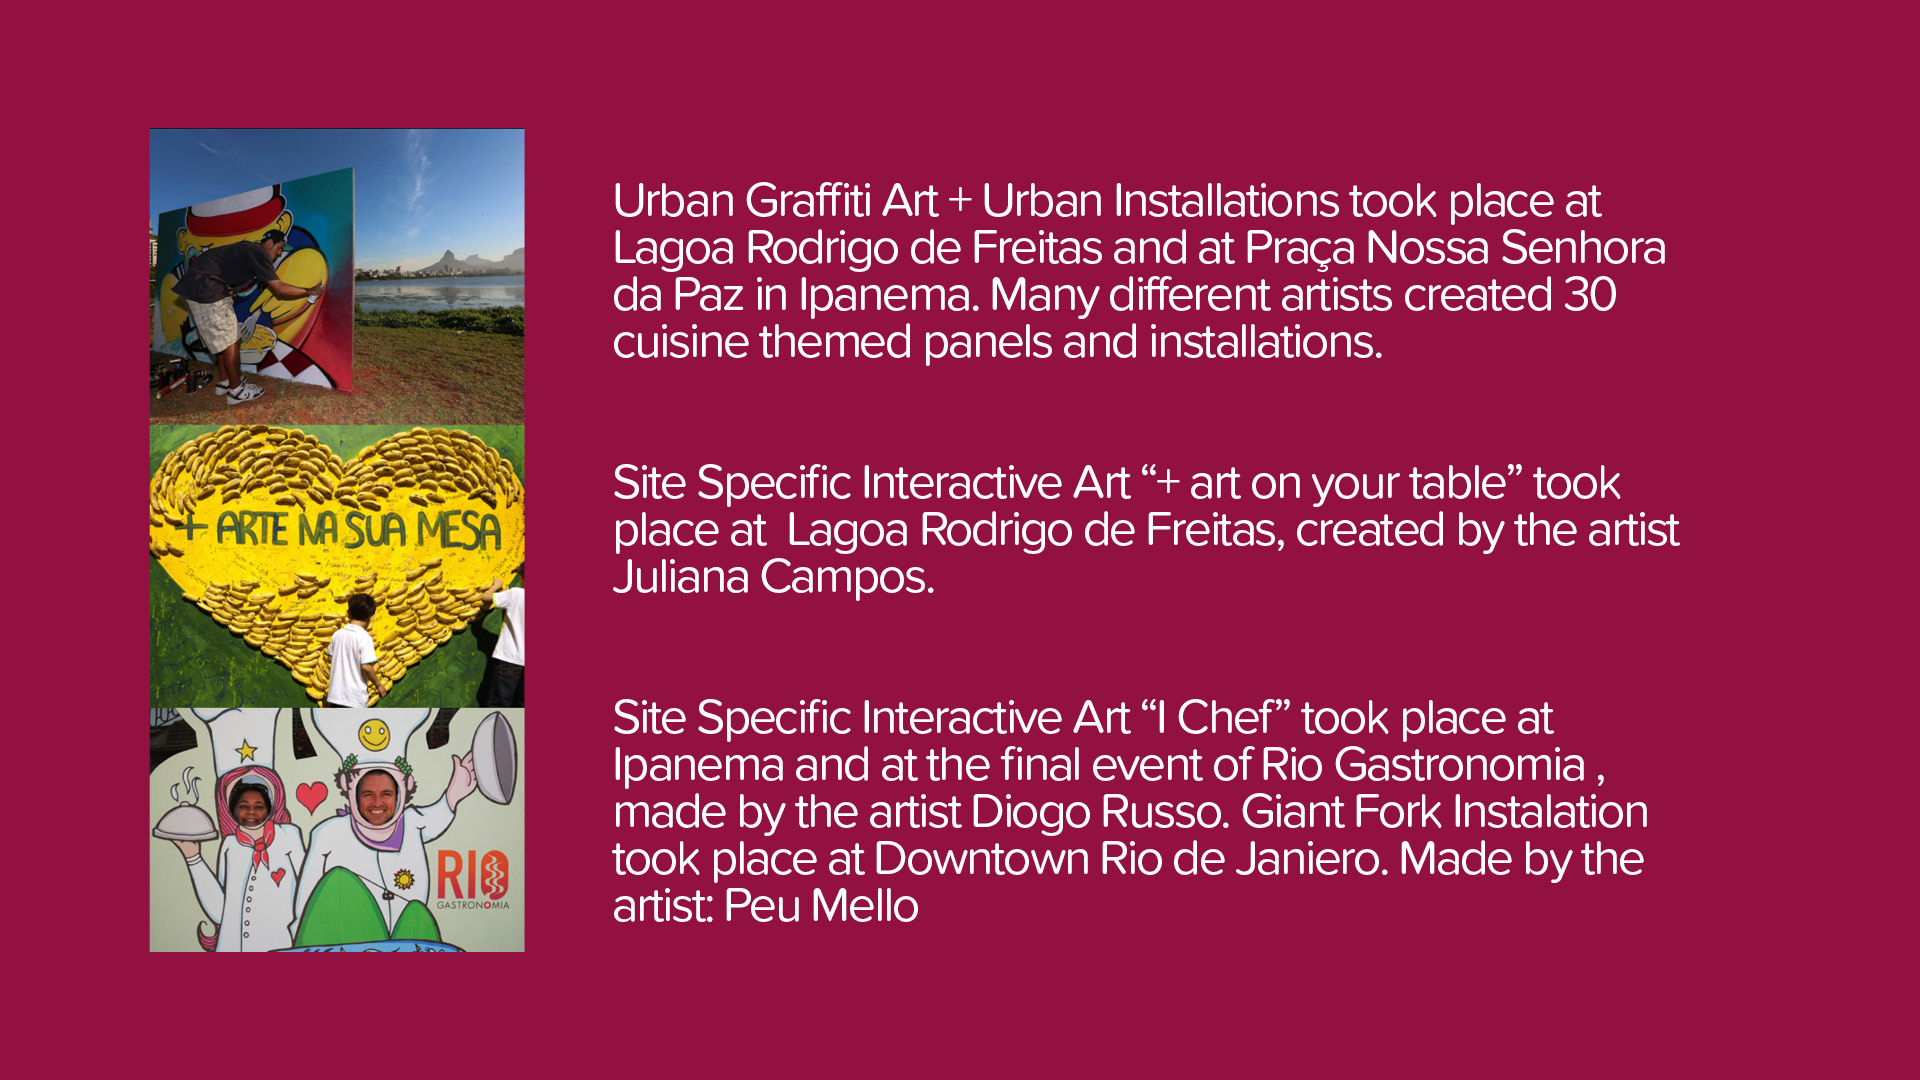 Urban Graffiti Art + Urban Installations took place at
Lagoa Rodrigo de Freitas and at Praça Nossa Senhora
da Paz in Ipanema. Many different artists created 30
cuisine themed panels and installations.
+ ARTE NA SUA MESA
Site Specific Interactive Art “+ art on your table” took
place at  Lagoa Rodrigo de Freitas, created by the artist
Juliana Campos.
Site Specific Interactive Art “I Chef” took place at
Ipanema and at the final event of Rio Gastronomia ,
made by the artist Diogo Russo. Giant Fork Instalation
took place at Downtown Rio de Janiero. Made by the
artist: Peu Mello
RIO
GASTRONOMIA